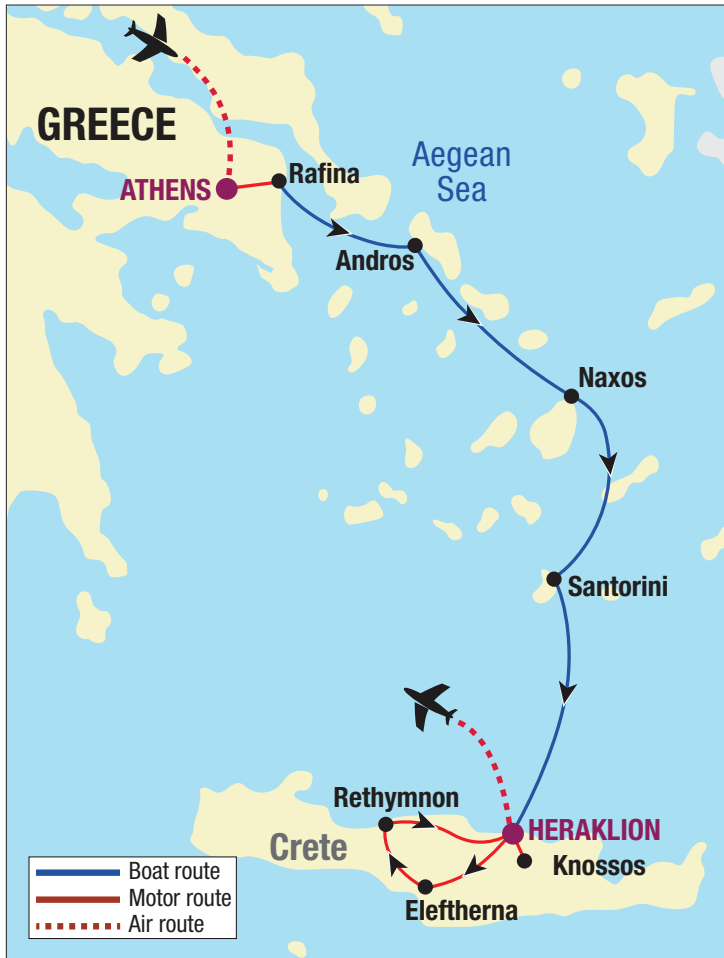 GREECE
ATHENS
Rafina
Aegean
Sea
Andros
Naxos
Santorini
Rethymnon
HERAKLION
Crete
Knossos
Eleftherna
Boat route
Motor route
Air route